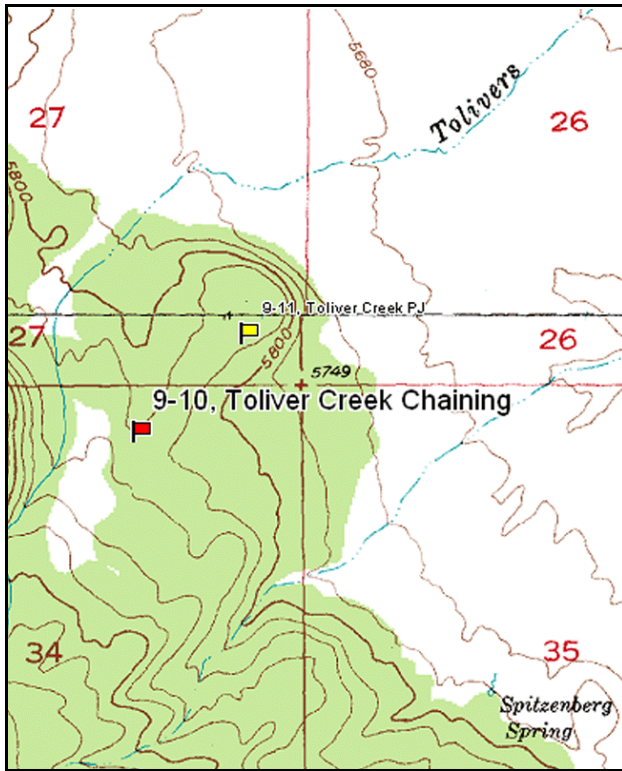 5680
Tolivers
27
26
5800
9-11, Toliver Creek PJ
27
5800
26
5749
9-10, Toliver Creek Chaining
34
35
Spitzenberg
Spring